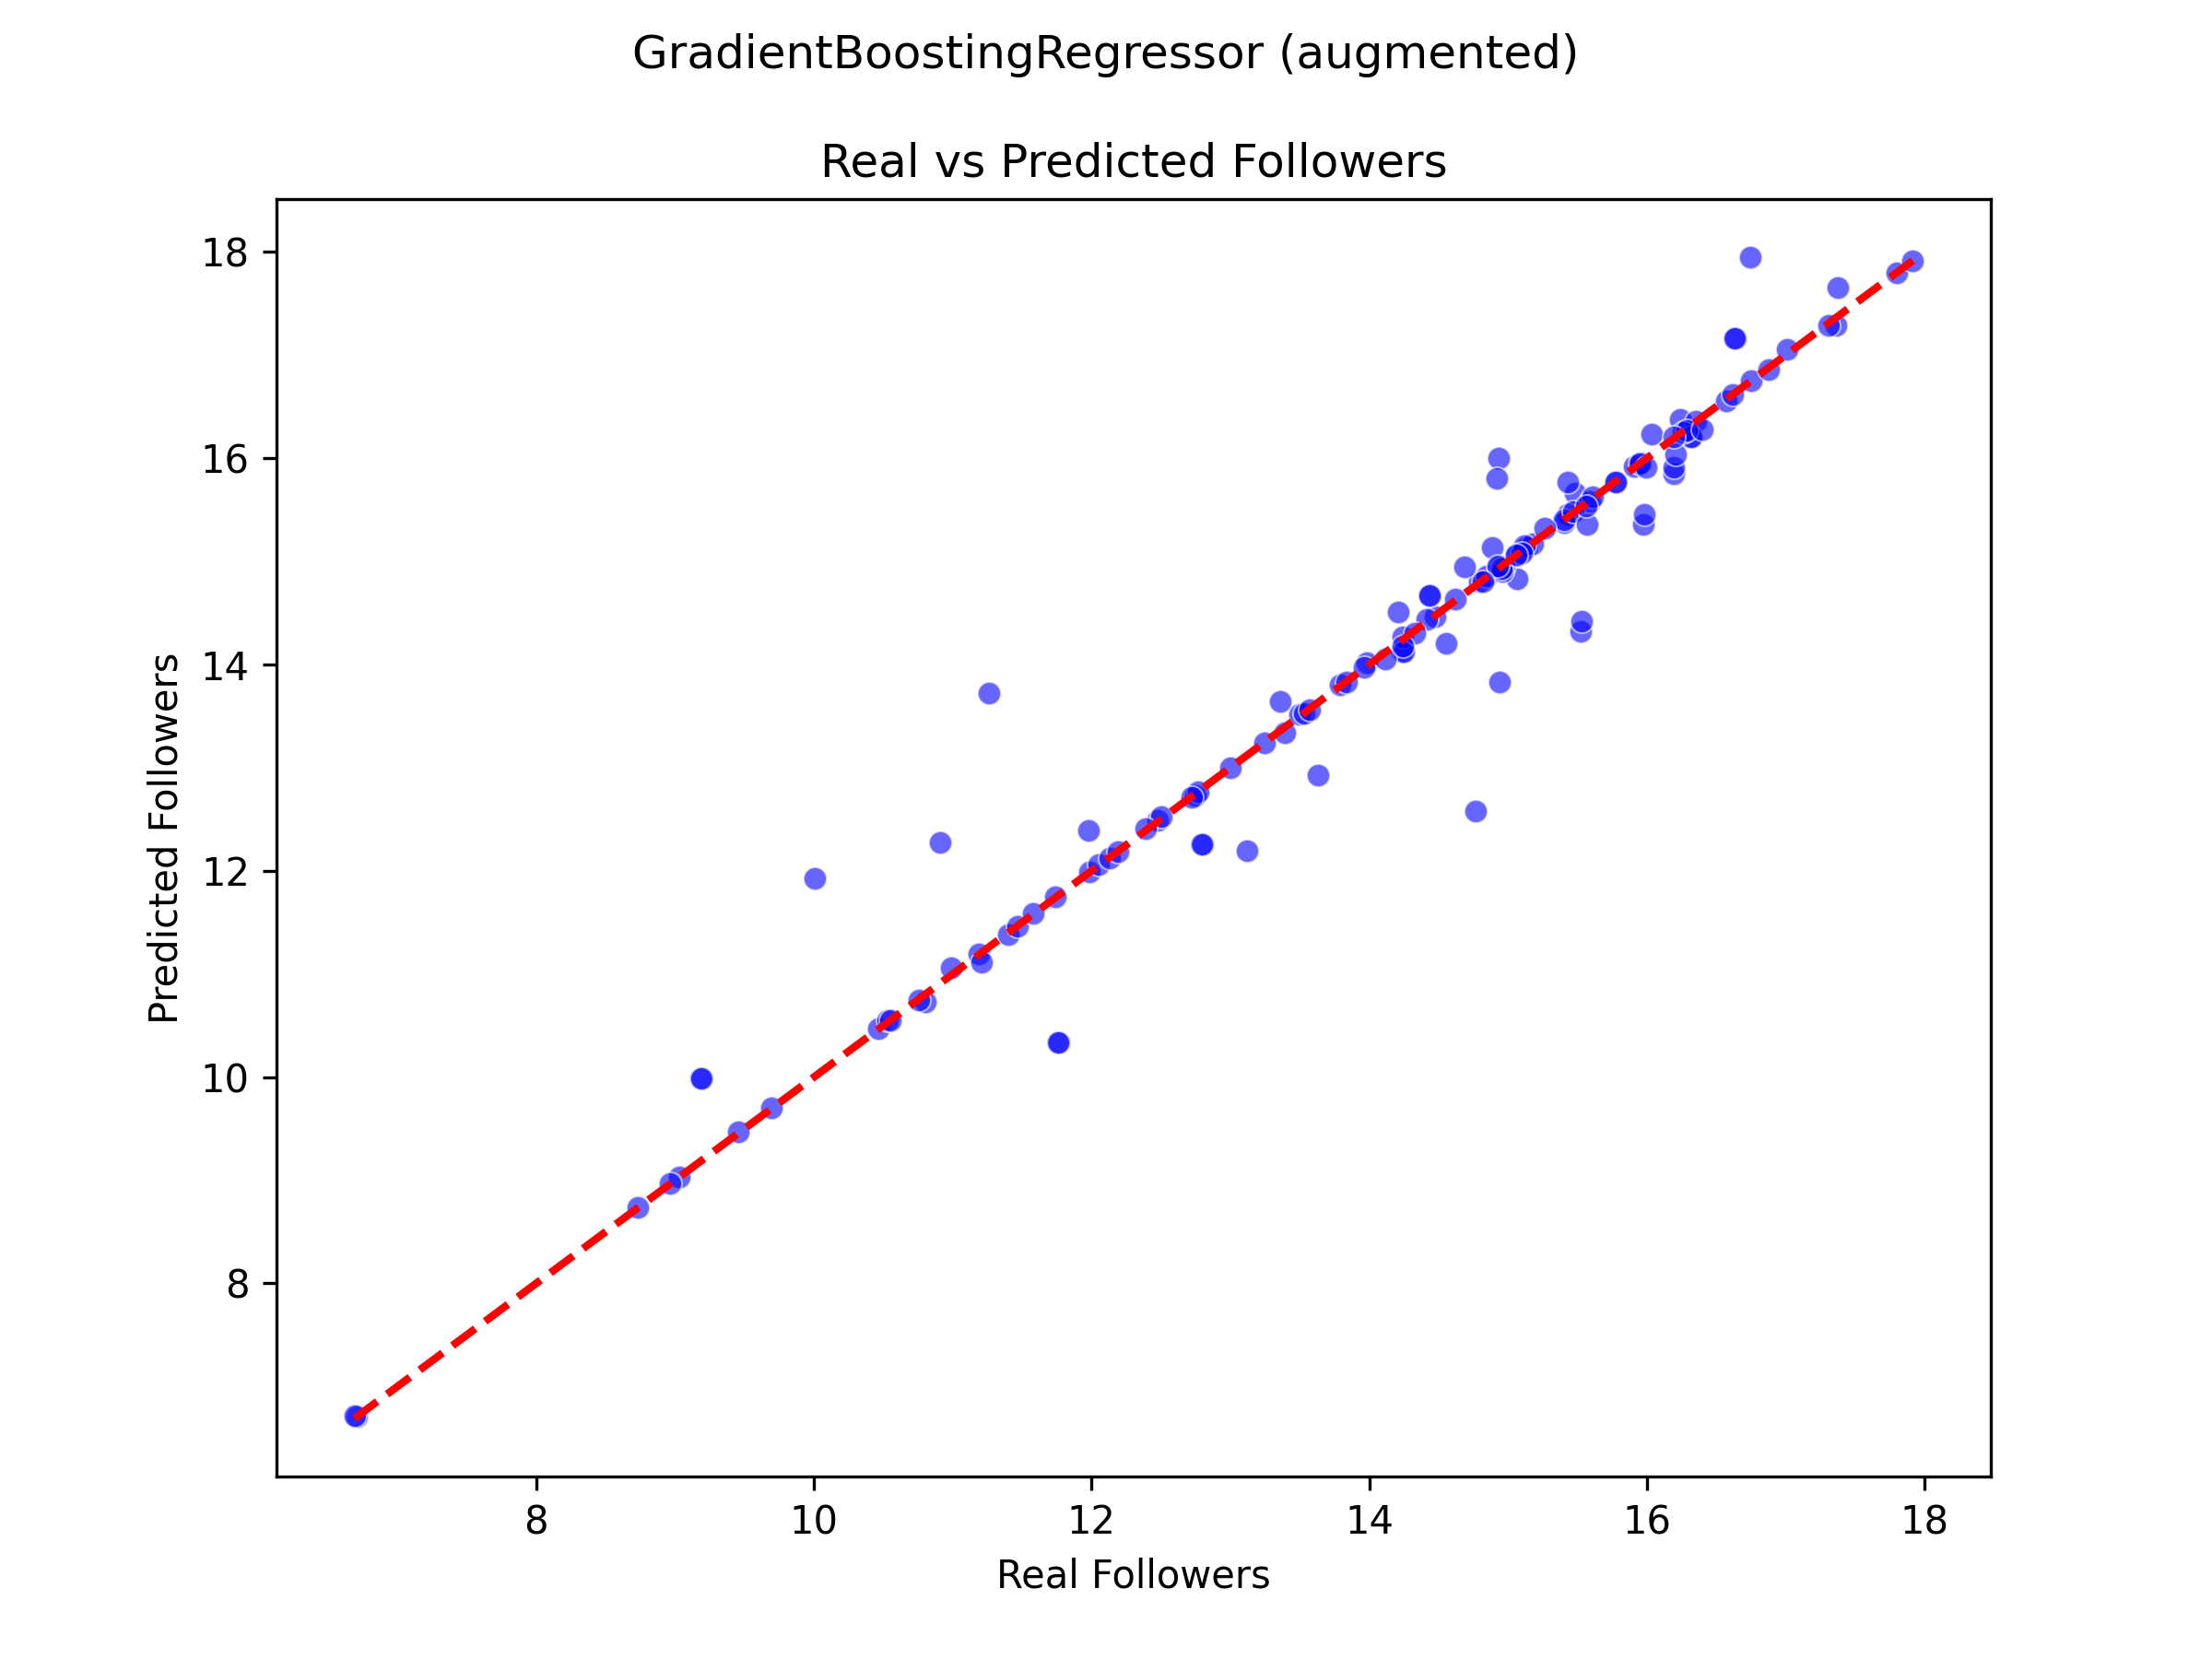 GradientBoostingRegressor (augmented)
Real vs Predicted Followers
18
16
14
12
10
8
Predicted Followers
8 10 12 14 16 18
Real Followers